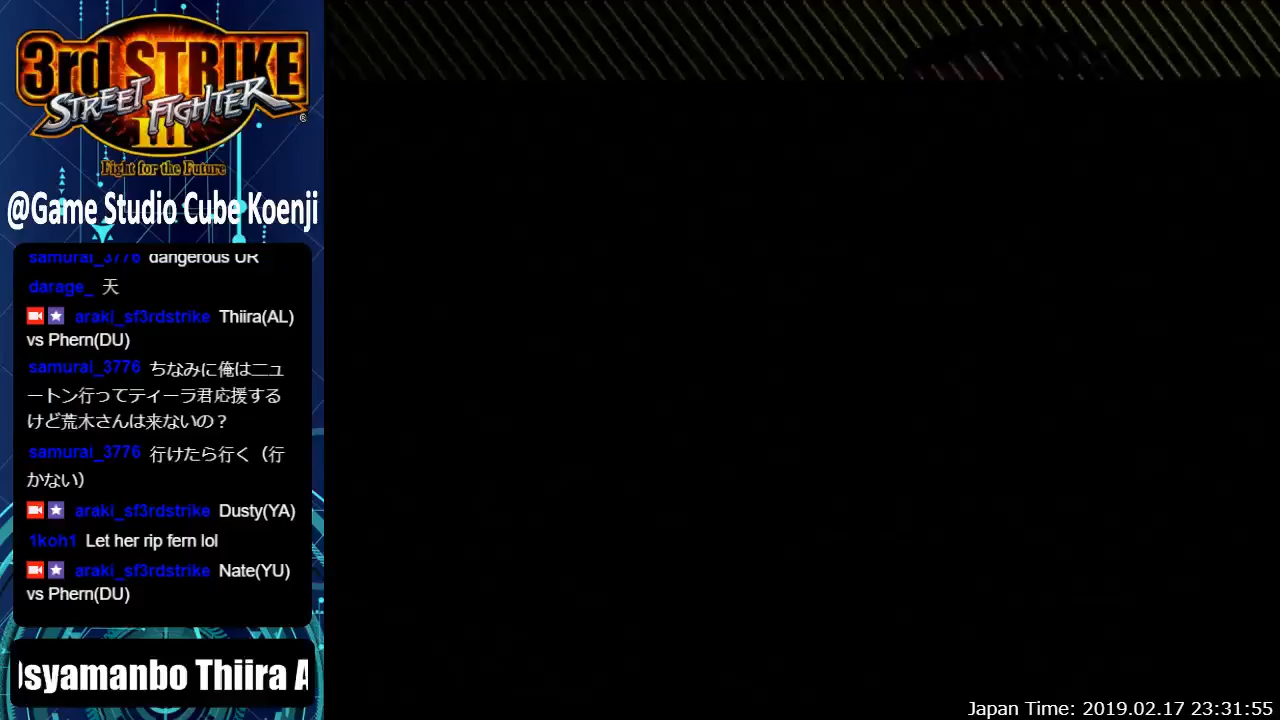 3rd STRIKE
STREET FIGHTER
III
®
Fight for the Future
@Game Studio Cube Koenji
samurai_3776 dangerous UR
darage_ 天
araki_sf3rdstrike Thiira(AL)
vs Phern(DU)
samurai_3776 ちなみに俺はニュ
ートン行ってティーラ君応援する
けど荒木さんは来ないの？
samurai_3776 行けたら行く（行
かない）
araki_sf3rdstrike Dusty(YA)
1koh1 Let her rip fern lol
araki_sf3rdstrike Nate(YU)
vs Phern(DU)
syamanbo Thiira A
Japan Time: 2019.02.17 23:31:55